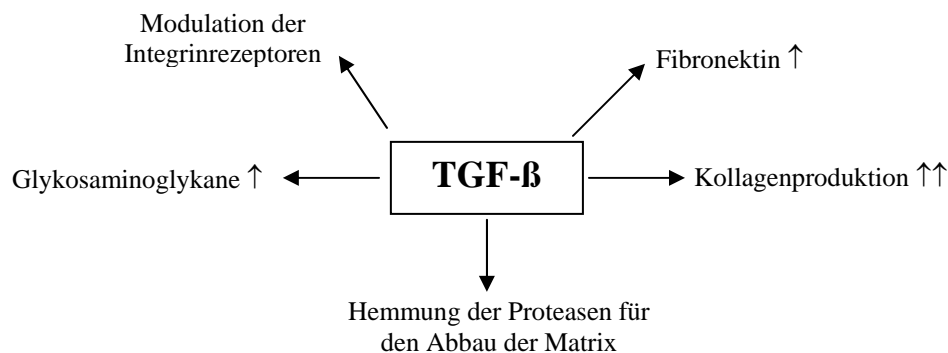 Modulation der
Integrinrezeptoren
Fibronektin ↑
TGF-ß
Glykosaminoglykane ↑
Kollagenproduktion ↑↑
Hemmung der Proteasen für
den Abbau der Matrix